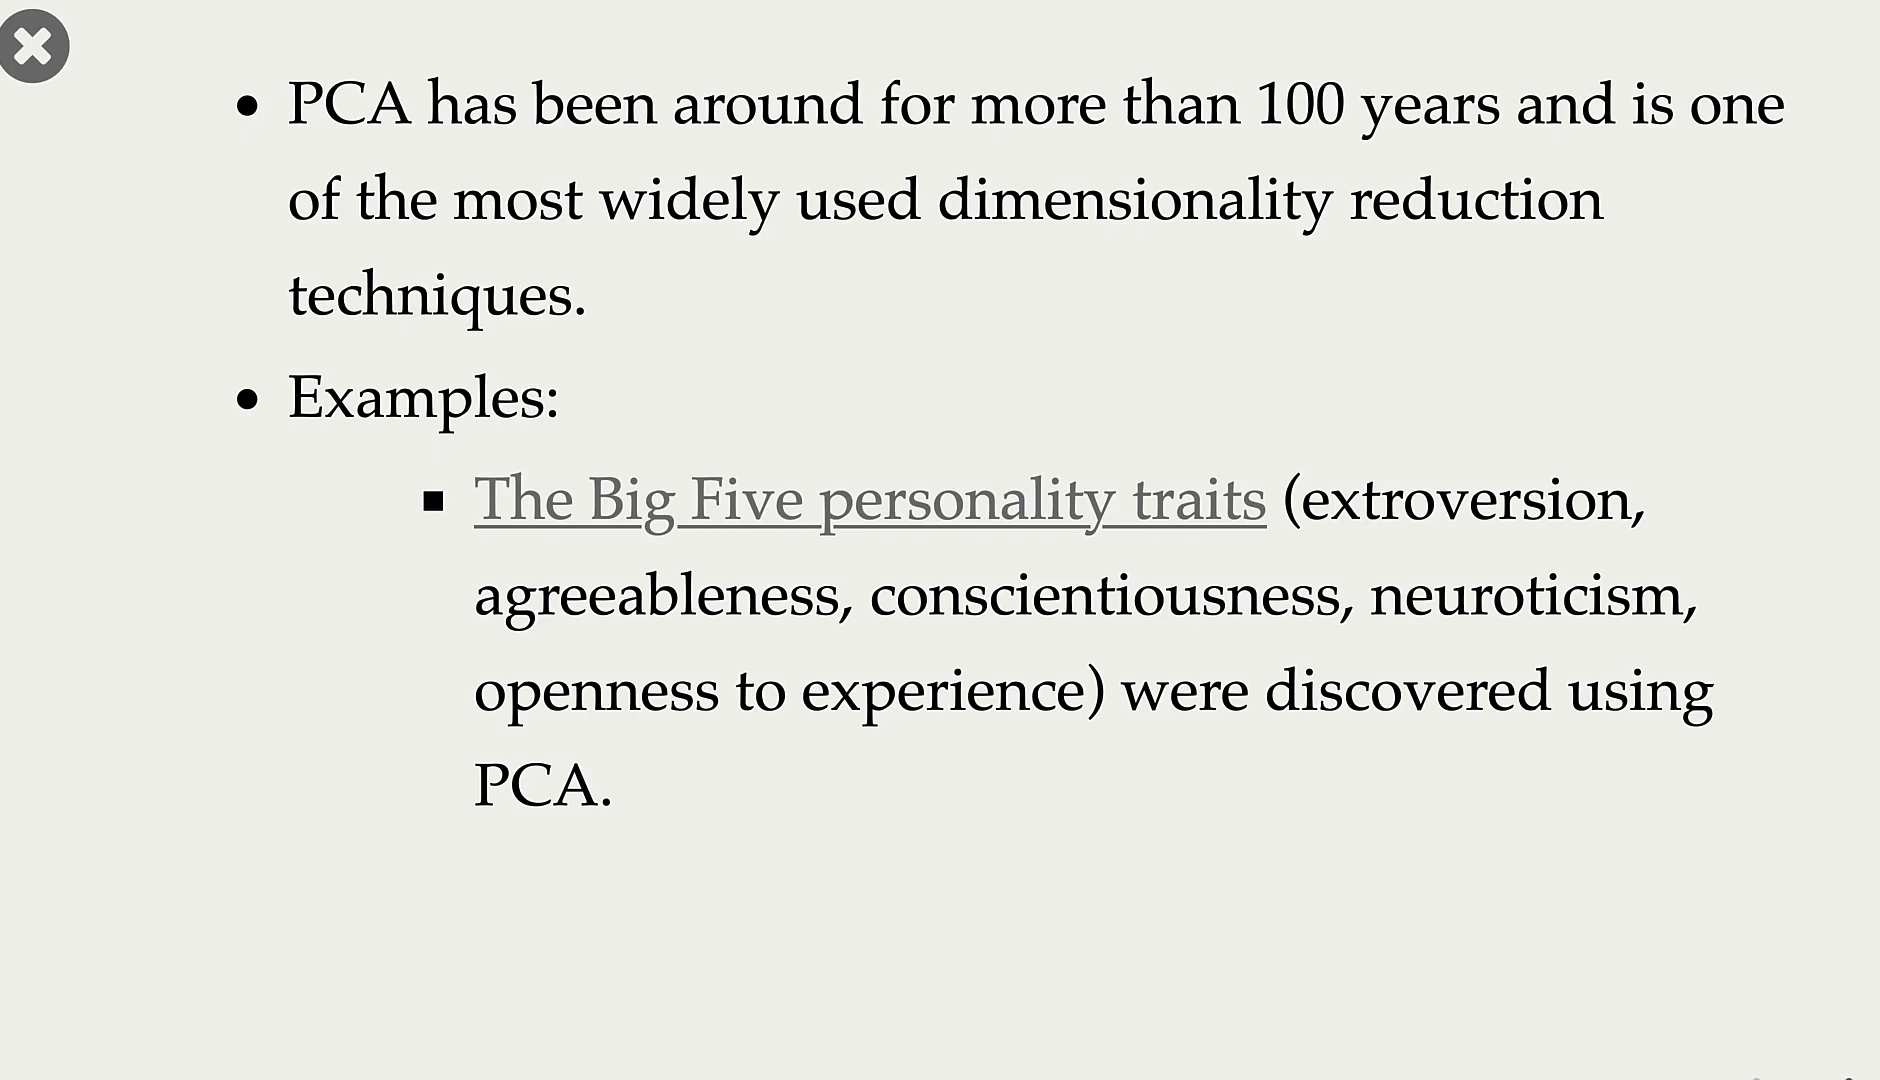 PCA has been around for more than 100 years and is one
of the most widely used dimensionality reduction
techniques.
Examples:
The Big Five personality traits (extroversion,
agreeableness, conscientiousness, neuroticism,
openness to experience) were discovered using
PCA.